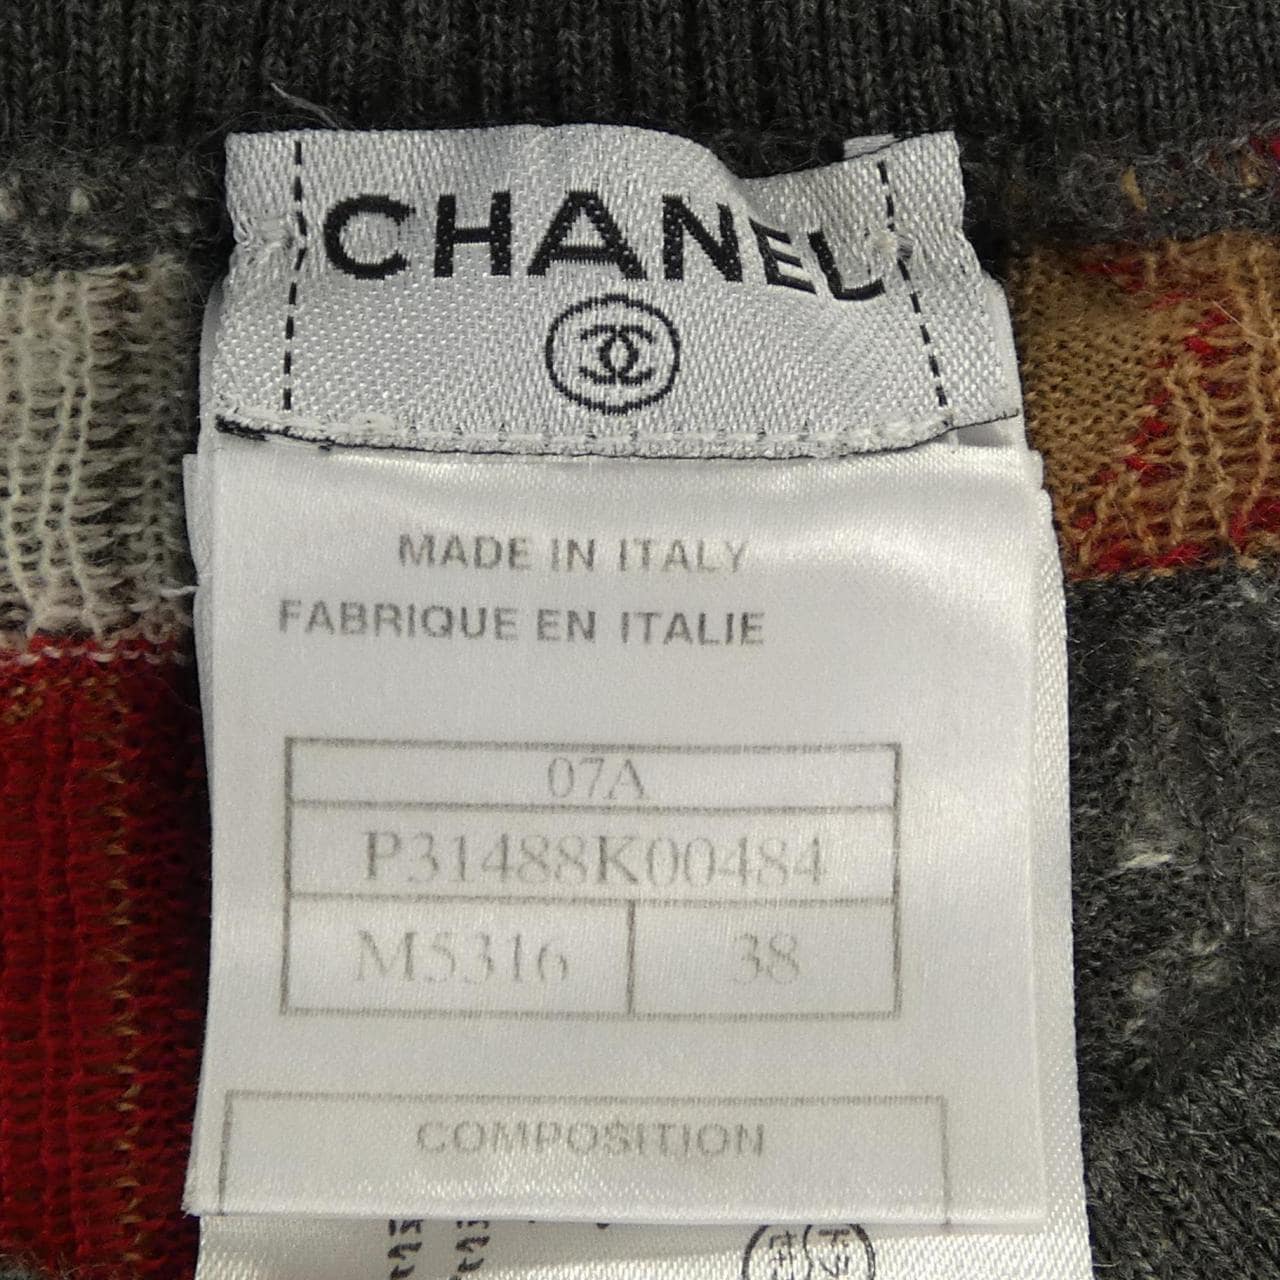 CHANEL
MADE IN ITALY
FABRIQUE EN ITALIE
07A
P31488K00484
M5316 38
COMPOSITION